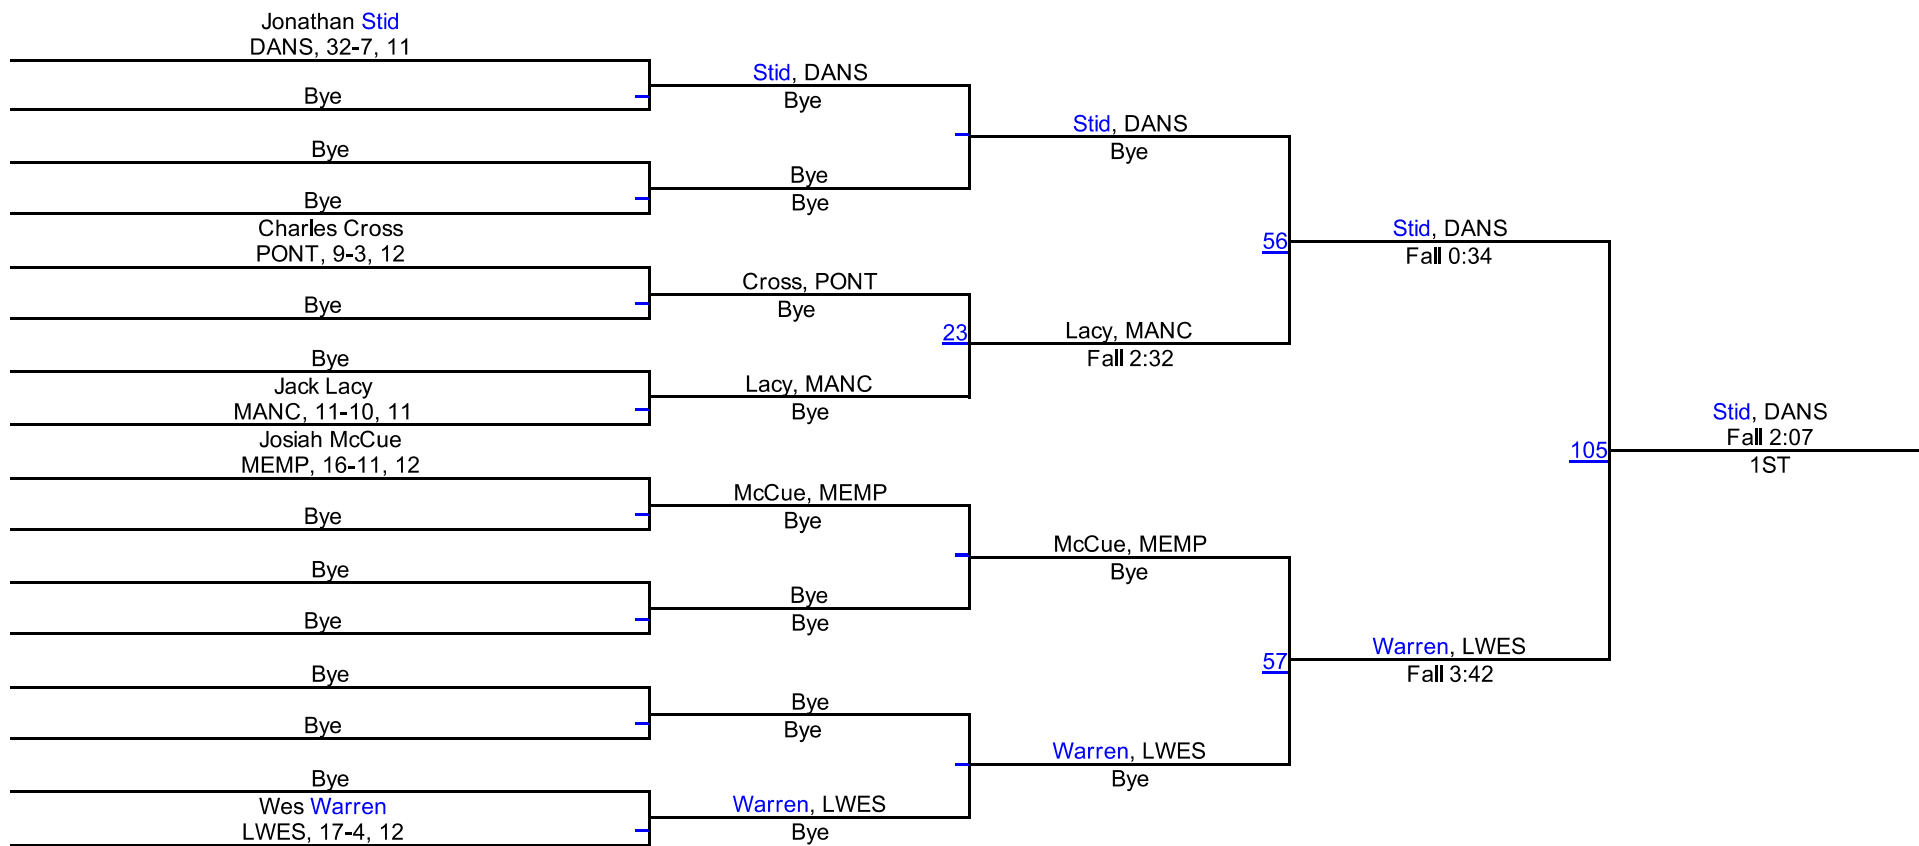 Jonathan Stid
DANS, 32-7, 11
Bye
Bye
Bye
Charles Cross
PONT, 9-3, 12
Bye
Bye
Jack Lacy
MANC, 11-10, 11
Josiah McCue
MEMP, 16-11, 12
Bye
Bye
Bye
Bye
Bye
Bye
Wes Warren
LWES, 17-4, 12
Stid, DANS
Bye
Bye
Bye
Cross, PONT
Bye
Lacy, MANC
Bye
McCue, MEMP
Bye
Bye
Bye
Bye
Bye
Warren, LWES
Bye
23
Stid, DANS
Bye
Lacy, MANC
Fall 2:32
McCue, MEMP
Bye
Warren, LWES
Bye
56
57
Stid, DANS
Fall 0:34
Warren, LWES
Fall 3:42
105
Stid, DANS
Fall 2:07
1ST